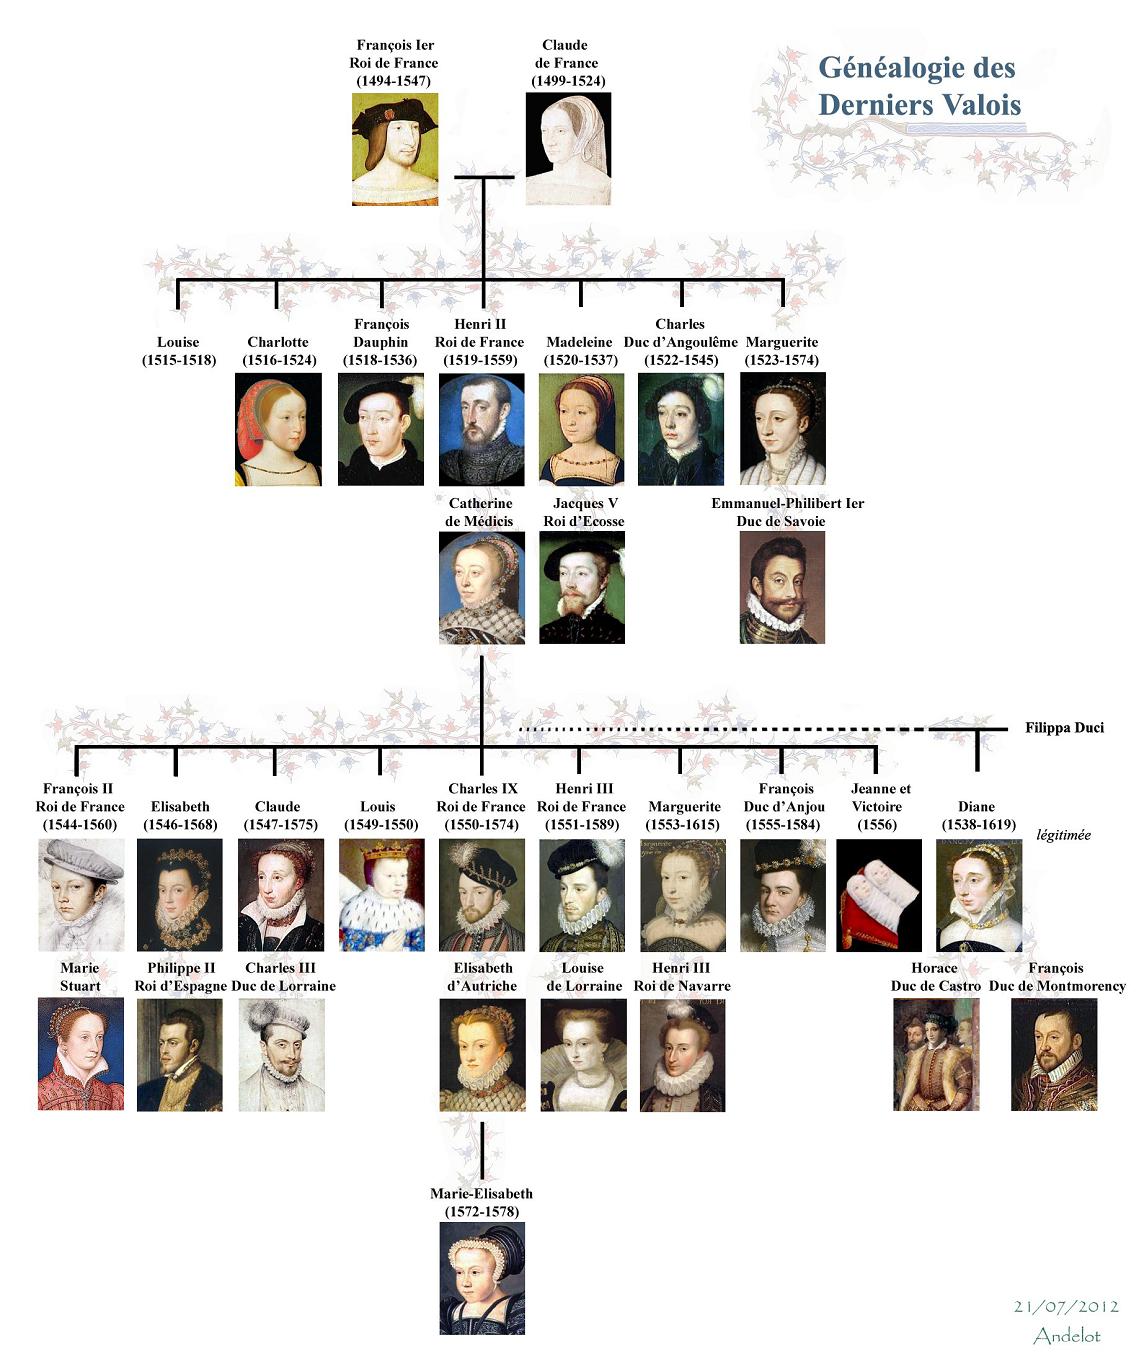 François Ier
Roi de France
(1494-1547)
Claude
de France
(1499-1524)
Généalogie des
Derniers Valois
Louise
(1515-1518)
Charlotte
(1516-1524)
François
Dauphin
(1518-1536)
Henri II
Roi de France
(1519-1559)
Madeleine
(1520-1537)
Charles
Duc d'Angoulême
(1522-1545)
Marguerite
(1523-1574)
Catherine
de Médicis
Jacques V
Roi d'Ecosse
Emmanuel-Philibert Ier
Duc de Savoie
Filippa Duci
François II
Roi de France
(1544-1560)
Elisabeth
(1546-1568)
Claude
(1547-1575)
Louis
(1549-1550)
Charles IX
Roi de France
(1550-1574)
Henri III
Roi de France
(1551-1589)
Marguerite
(1553-1615)
François
Duc d'Anjou
(1555-1584)
Jeanne et
Victoire
(1556)
Diane
(1538-1619)
légitimée
Marie
Stuart
Philippe II
Roi d'Espagne
Charles III
Duc de Lorraine
Elisabeth
d'Autriche
Louise
de Lorraine
Henri III
Roi de Navarre
Horace
Duc de Castro
François
Duc de Montmorency
Marie-Elisabeth
(1572-1578)
21/07/2012
Andelot